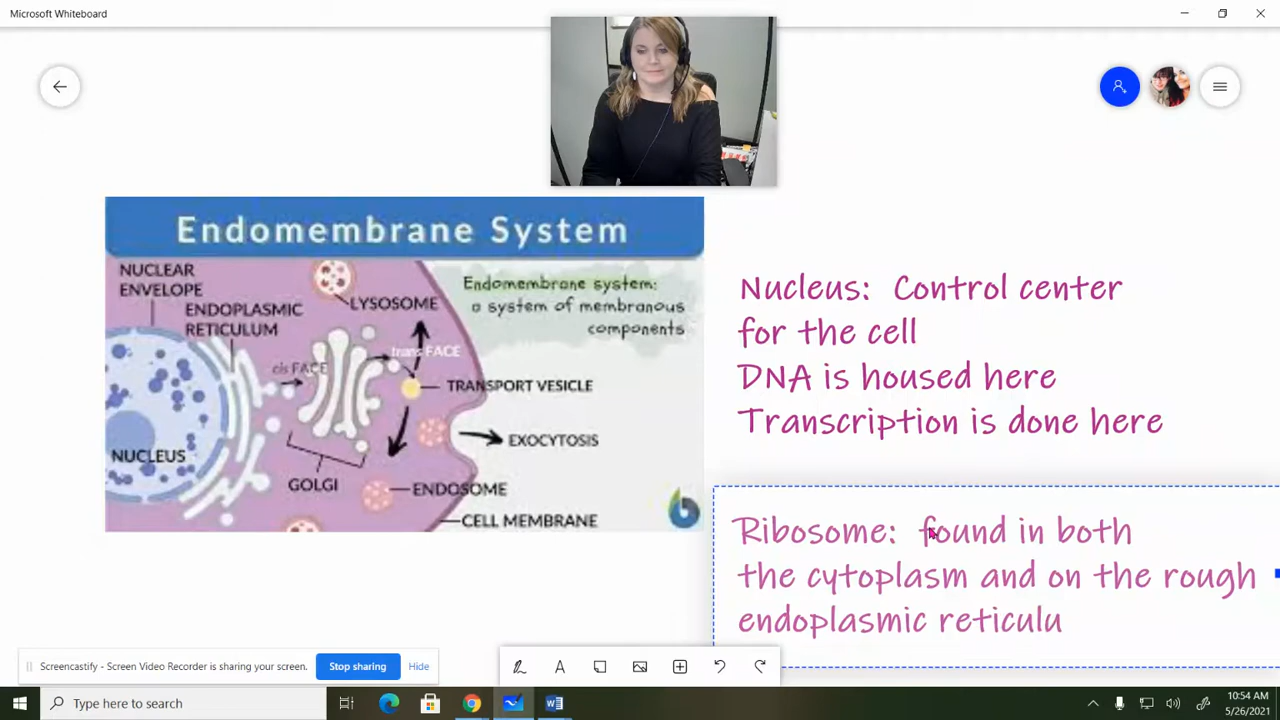 Microsoft Whiteboard
Endomembrane System
NUCLEAR
ENVELOPE
LYSOSOME
ENDOPLASMIC
RETICULUM
Endomembrane system:
a system of membranous
components
cis FACE
trans FACE
TRANSPORT VESICLE
EXOCYTOSIS
NUCLEUS
GOLGI
ENDOSOME
CELL MEMBRANE
Nucleus: Control center
for the cell
DNA is housed here
Transcription is done here
Ribosome: found in both
the cytoplasm and on the rough
endoplasmic reticulu
Screencastify - Screen Video Recorder is sharing your screen.
Stop sharing
Hide
Type here to search
10:54 AM
5/26/2021